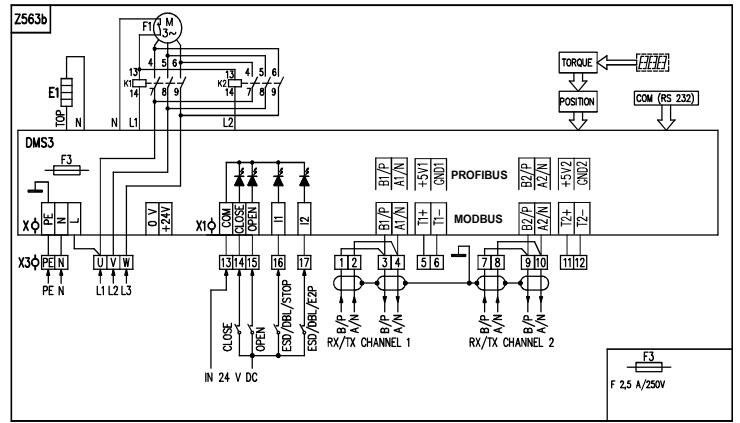 Z563b
F1 M
3~
13 4 5 6 13 4 5 6
K1 K2
14 7 8 9 14 7 8 9
E1
TOP N N L1 L2
TORQUE
POSITION COM (RS 232)
DMS3
F3
B1/P A1/N +5V1 GND1 PROFIBUS B2/P A2/N +5V2 GND2
X PE N L 0 V +24V X1 COM CLOSE OPEN I1 I2 B1/P A1/N T1+ T1- MODBUS B2/P A2/N T2+ T2-
X3 PE N U V W 13 14 15 16 17 1 2 3 4 5 6 7 8 9 10 11 12
PE N L1 L2 L3
CLOSE OPEN ESD/DBL/STOP ESD/DBL/E2P
B/P A/N B/P A/N B/P A/N B/P A/N
RX/TX CHANNEL 1 RX/TX CHANNEL 2
IN 24 V DC
F3
F 2,5 A/250V